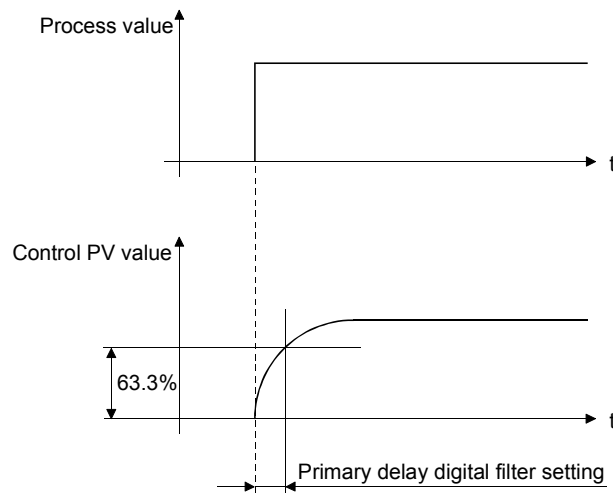 Process value
t
Control PV value
63.3%
t
Primary delay digital filter setting